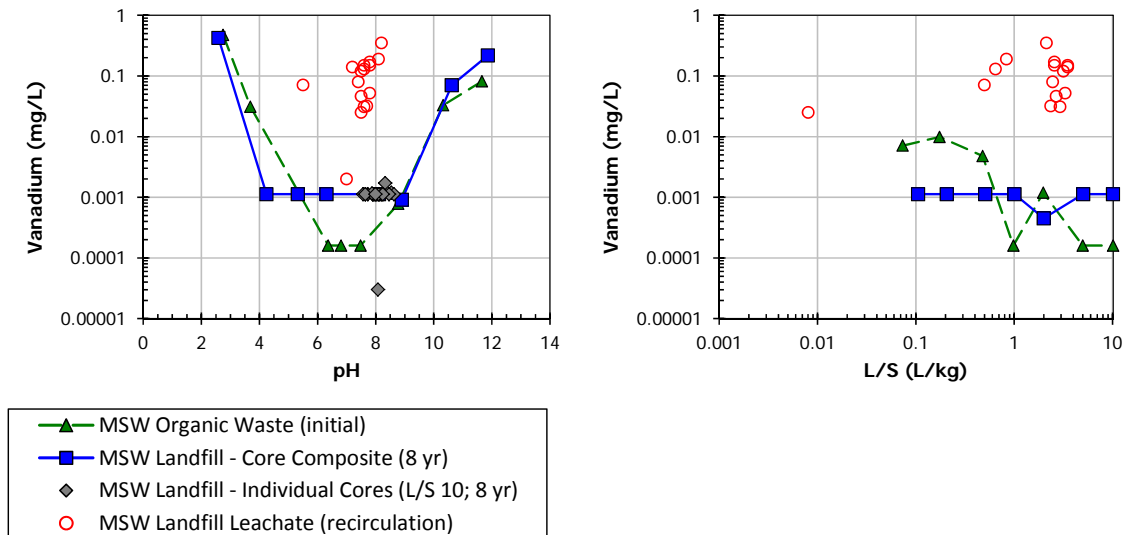 1
0.1
0.01
0.001
0.0001
0.00001
Vanadium (mg/L)
0 2 4 6 8 10 12 14
pH
1
0.1
0.01
0.001
0.0001
0.00001
Vanadium (mg/L)
0.001 0.01 0.1 1 10
L/S (L/kg)
MSW Organic Waste (initial)
MSW Landfill - Core Composite (8 yr)
MSW Landfill - Individual Cores (L/S 10; 8 yr)
MSW Landfill Leachate (recirculation)